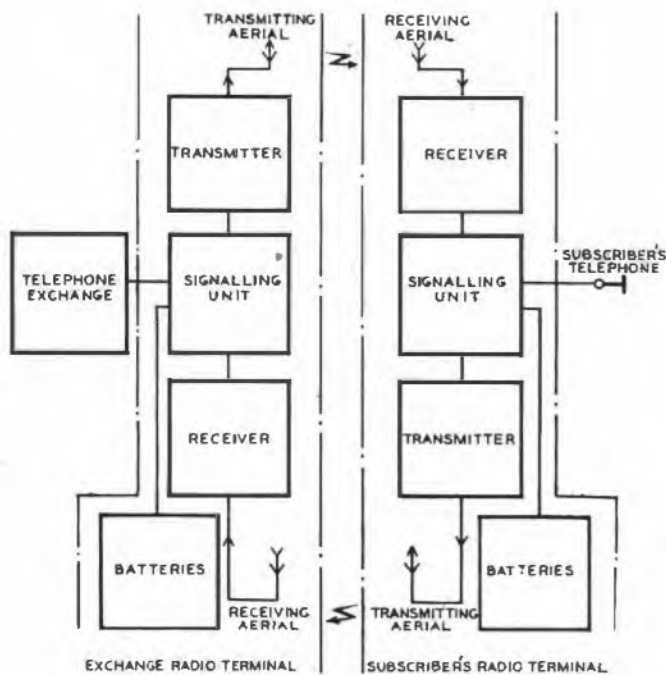 TRANSMITTING
AERIAL
RECEIVING
AERIAL
TRANSMITTER
RECEIVER
TELEPHONE
EXCHANGE
SIGNALLING
UNIT
SIGNALLING
UNIT
SUBSCRIBER'S
TELEPHONE
RECEIVER
TRANSMITTER
BATTERIES
BATTERIES
RECEIVING
AERIAL
TRANSMITTING
AERIAL
EXCHANGE RADIO TERMINAL
SUBSCRIBER'S RADIO TERMINAL